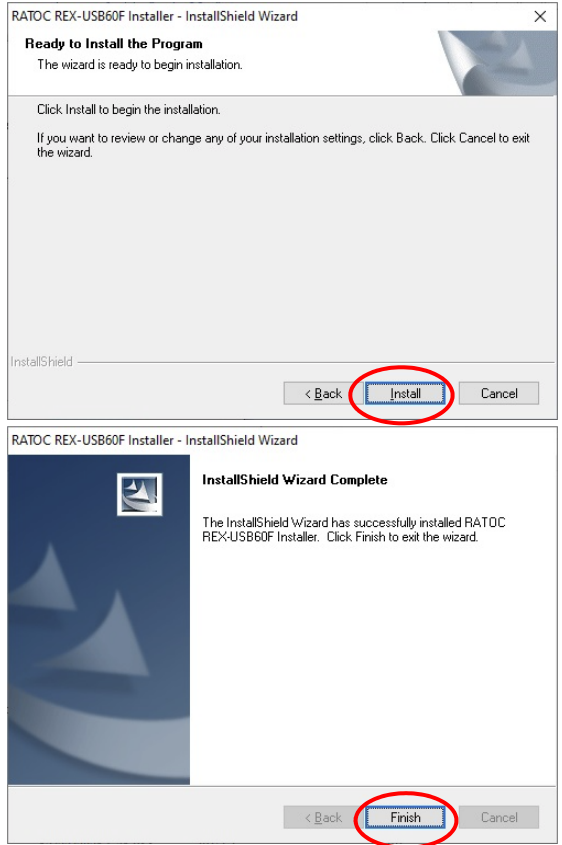 RATOC REX-USB60F Installer - InstallShield Wizard
Ready to Install the Program
The wizard is ready to begin installation.
Click Install to begin the installation.
If you want to review or change any of your installation settings, click Back. Click Cancel to exit
the wizard.
InstallShield
< Back Install Cancel
RATOC REX-USB60F Installer - InstallShield Wizard
InstallShield Wizard Complete
The InstallShield Wizard has successfully installed RATOC
REX-USB60F Installer. Click Finish to exit the wizard.
< Back Finish Cancel